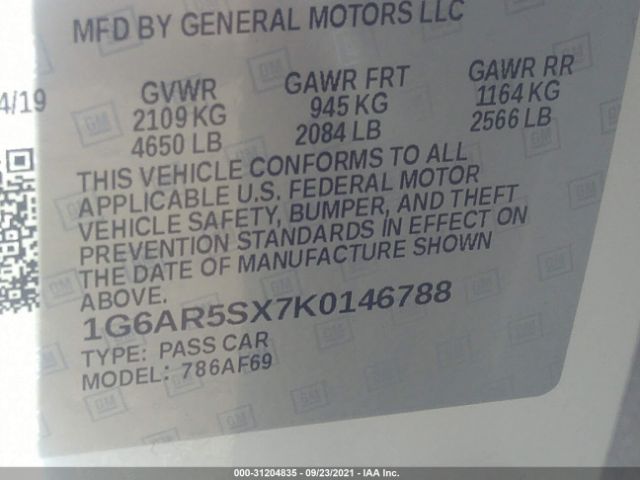 MFD BY GENERAL MOTORS LLC
4/19
GVWR GAWR FRT GAWR RR
2109 KG 945 KG 1164 KG
4650 LB 2084 LB 2566 LB
THIS VEHICLE CONFORMS TO ALL
APPLICABLE U.S. FEDERAL MOTOR
VEHICLE SAFETY, BUMPER, AND THEFT
PREVENTION STANDARDS IN EFFECT ON
THE DATE OF MANUFACTURE SHOWN
ABOVE.
1G6AR5SX7K0146788
TYPE: PASS CAR
MODEL: 786AF69
000-31204835 - 09/23/2021 - IAA Inc.